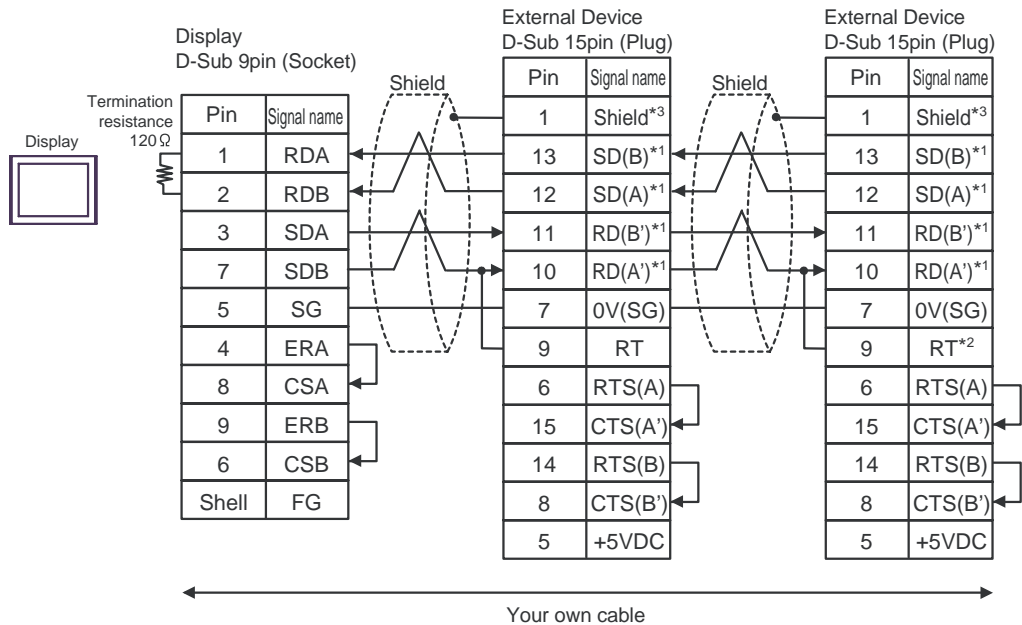 Display
D-Sub 9pin (Socket)
External Device
D-Sub 15pin (Plug)
External Device
D-Sub 15pin (Plug)
Display
Termination
resistance
120Ω
Shield
Shield
Pin Signal name
1 RDA
2 RDB
3 SDA
7 SDB
5 SG
4 ERA
8 CSA
9 ERB
6 CSB
Shell FG
Pin Signal name
1 Shield*3
13 SD(B)*1
12 SD(A)*1
11 RD(B')*1
10 RD(A')*1
7 0V(SG)
9 RT
6 RTS(A)
15 CTS(A')
14 RTS(B)
8 CTS(B')
5 +5VDC
Pin Signal name
1 Shield*3
13 SD(B)*1
12 SD(A)*1
11 RD(B')*1
10 RD(A')*1
7 0V(SG)
9 RT*2
6 RTS(A)
15 CTS(A')
14 RTS(B)
8 CTS(B')
5 +5VDC
Your own cable